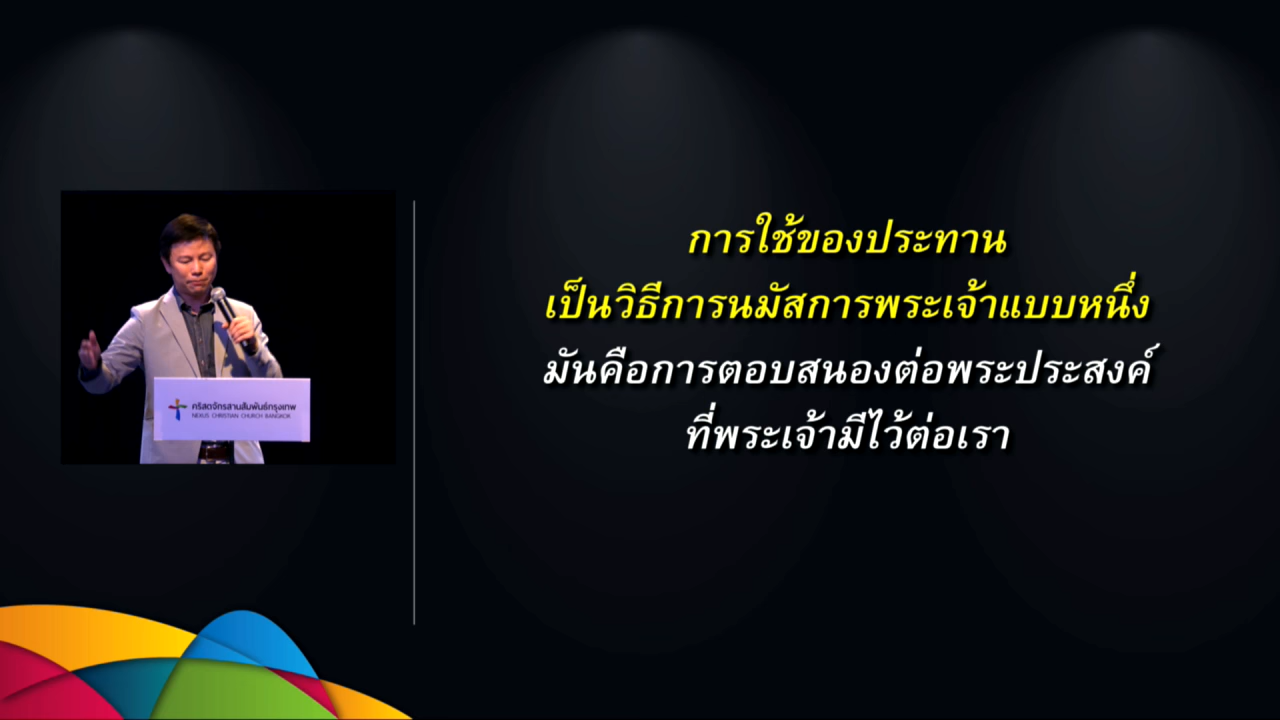 คริสตจักรสานสัมพันธ์กรุงเทพ
NEXUS CHRISTIAN CHURCH BANGKOK
การใช้ของประทาน
เป็นวิธีการนมัสการพระเจ้าแบบหนึ่ง
มันคือการตอบสนองต่อพระประสงค์
ที่พระเจ้ามีไว้ต่อเรา